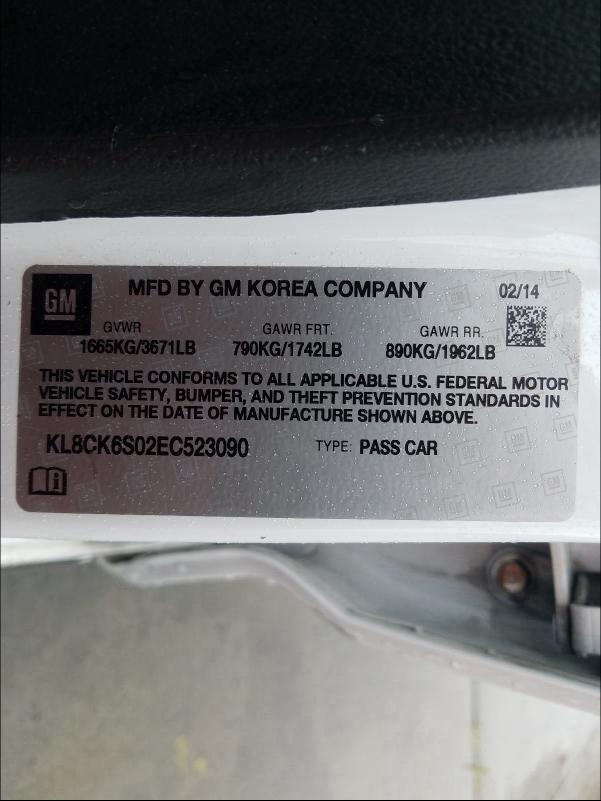 GM
MFD BY GM KOREA COMPANY 02/14
GVWR GAWR FRT. GAWR RR.
1665KG/3671LB 790KG/1742LB 890KG/1962LB
THIS VEHICLE CONFORMS TO ALL APPLICABLE U.S. FEDERAL MOTOR
VEHICLE SAFETY, BUMPER, AND THEFT PREVENTION STANDARDS IN
EFFECT ON THE DATE OF MANUFACTURE SHOWN ABOVE.
KL8CK6S02EC523090 TYPE: PASS CAR